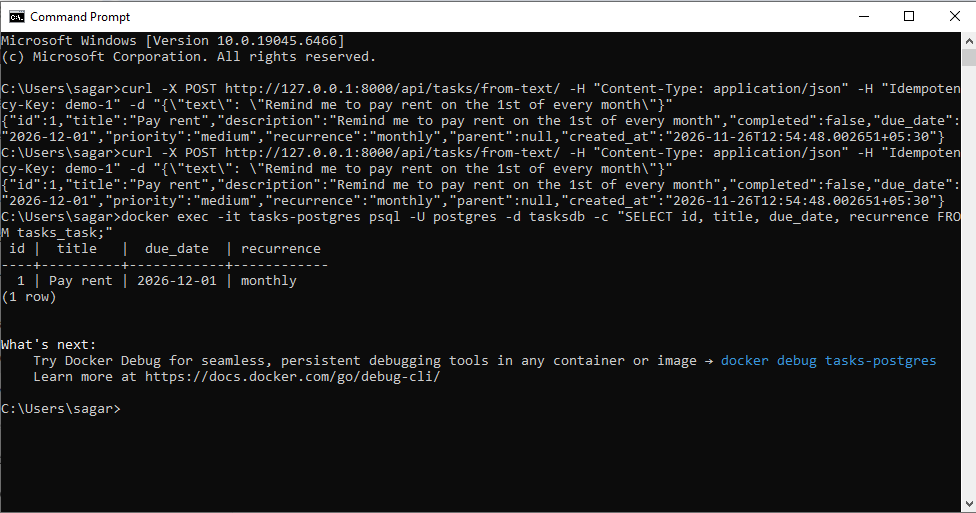 Command Prompt
Microsoft Windows [Version 10.0.19045.6466]
(c) Microsoft Corporation. All rights reserved.
C:\Users\sagar>curl -X POST http://127.0.0.1:8000/api/tasks/from-text/ -H "Content-Type: application/json" -H "Idempoten
cy-Key: demo-1" -d "{\"text\": \"Remind me to pay rent on the 1st of every month\"}"
{"id":1,"title":"Pay rent","description":"Remind me to pay rent on the 1st of every month","completed":false,"due_date":
"2026-12-01","priority":"medium","recurrence":"monthly","parent":null,"created_at":"2026-11-26T12:54:48.002651+05:30"}
C:\Users\sagar>curl -X POST http://127.0.0.1:8000/api/tasks/from-text/ -H "Content-Type: application/json" -H "Idempoten
cy-Key: demo-1" -d "{\"text\": \"Remind me to pay rent on the 1st of every month\"}"
{"id":1,"title":"Pay rent","description":"Remind me to pay rent on the 1st of every month","completed":false,"due_date":
"2026-12-01","priority":"medium","recurrence":"monthly","parent":null,"created_at":"2026-11-26T12:54:48.002651+05:30"}
C:\Users\sagar>docker exec -it tasks-postgres psql -U postgres -d tasksdb -c "SELECT id, title, due_date, recurrence FRO
M tasks_task;"
 id |  title   |  due_date  | recurrence
----+----------+------------+------------
  1 | Pay rent | 2026-12-01 | monthly
(1 row)
What's next:
    Try Docker Debug for seamless, persistent debugging tools in any container or image → docker debug tasks-postgres
    Learn more at https://docs.docker.com/go/debug-cli/
C:\Users\sagar>